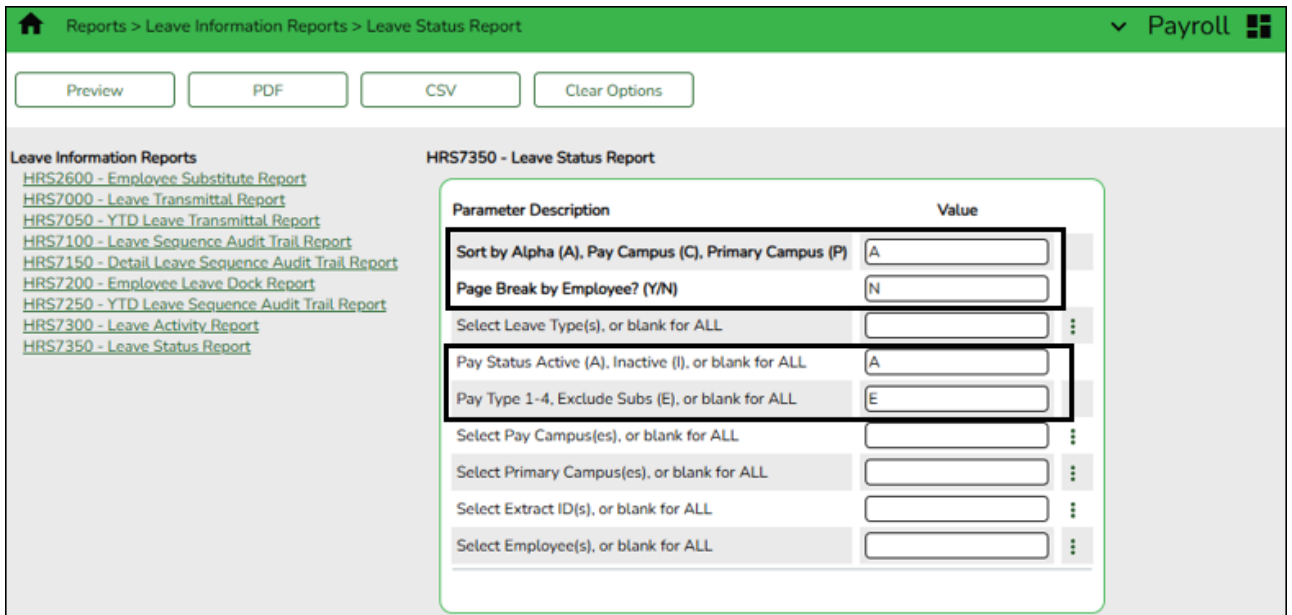 Reports > Leave Information Reports > Leave Status Report
Payroll
Preview PDF CSV Clear Options
Leave Information Reports
HRS2600 - Employee Substitute Report
HRS7000 - Leave Transmittal Report
HRS7050 - YTD Leave Transmittal Report
HRS7100 - Leave Sequence Audit Trail Report
HRS7150 - Detail Leave Sequence Audit Trail Report
HRS7200 - Employee Leave Dock Report
HRS7250 - YTD Leave Sequence Audit Trail Report
HRS7300 - Leave Activity Report
HRS7350 - Leave Status Report
HRS7350 - Leave Status Report
Parameter Description Value
Sort by Alpha (A), Pay Campus (C), Primary Campus (P) A
Page Break by Employee? (Y/N) N
Select Leave Type(s), or blank for ALL
Pay Status Active (A), Inactive (I), or blank for ALL A
Pay Type 1-4, Exclude Subs (E), or blank for ALL E
Select Pay Campus(es), or blank for ALL
Select Primary Campus(es), or blank for ALL
Select Extract ID(s), or blank for ALL
Select Employee(s), or blank for ALL